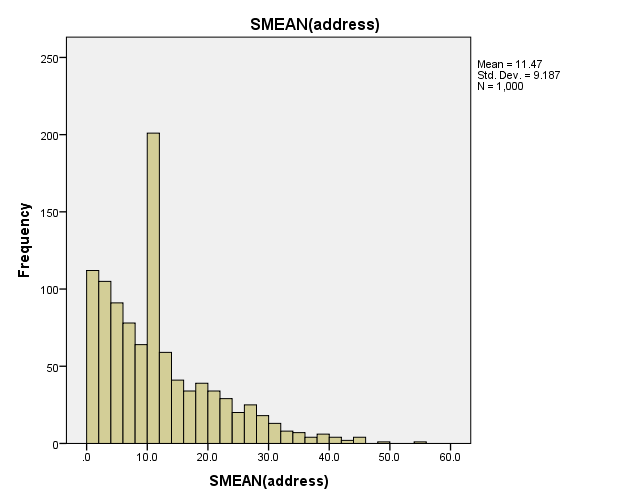 SMEAN(address)
250
200
150
100
50
0
Frequency
.0
10.0
20.0
30.0
40.0
50.0
60.0
SMEAN(address)
Mean = 11.47
Std. Dev. = 9.187
N = 1,000